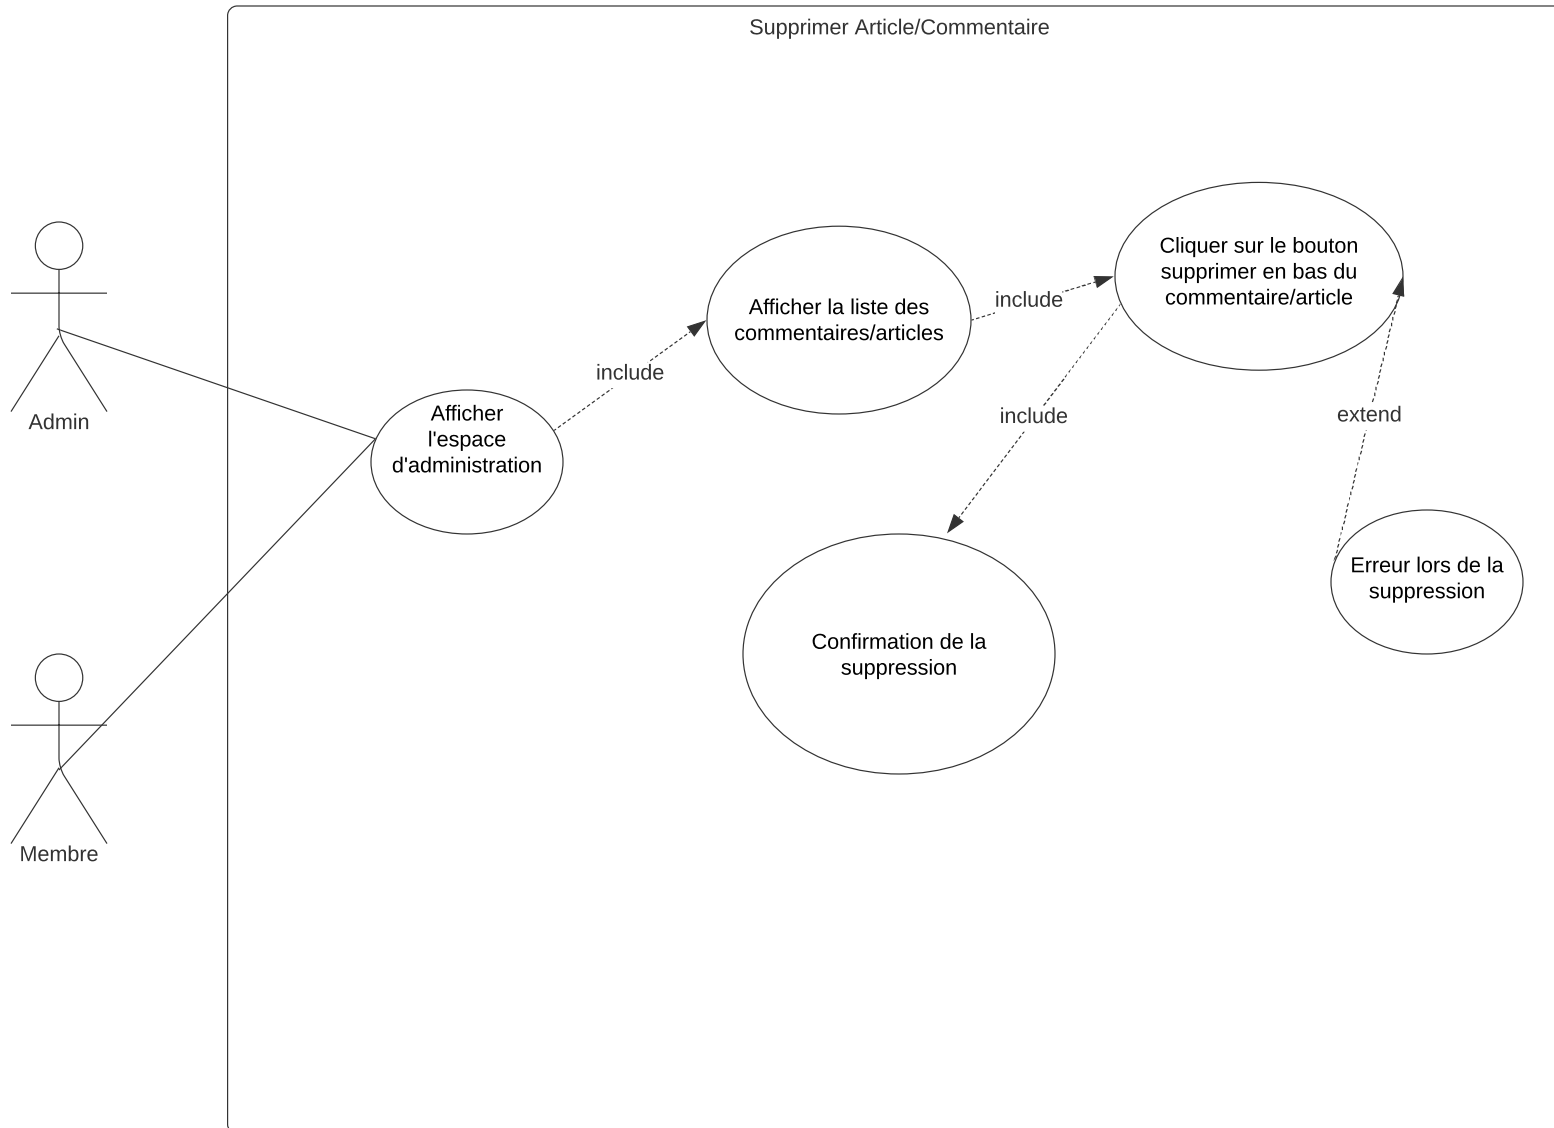 Supprimer Article/Commentaire
Admin
Membre
Afficher
l'espace
d'administration
include
Afficher la liste des
commentaires/articles
include
Cliquer sur le bouton
supprimer en bas du
commentaire/article
include
extend
Confirmation de la
suppression
Erreur lors de la
suppression